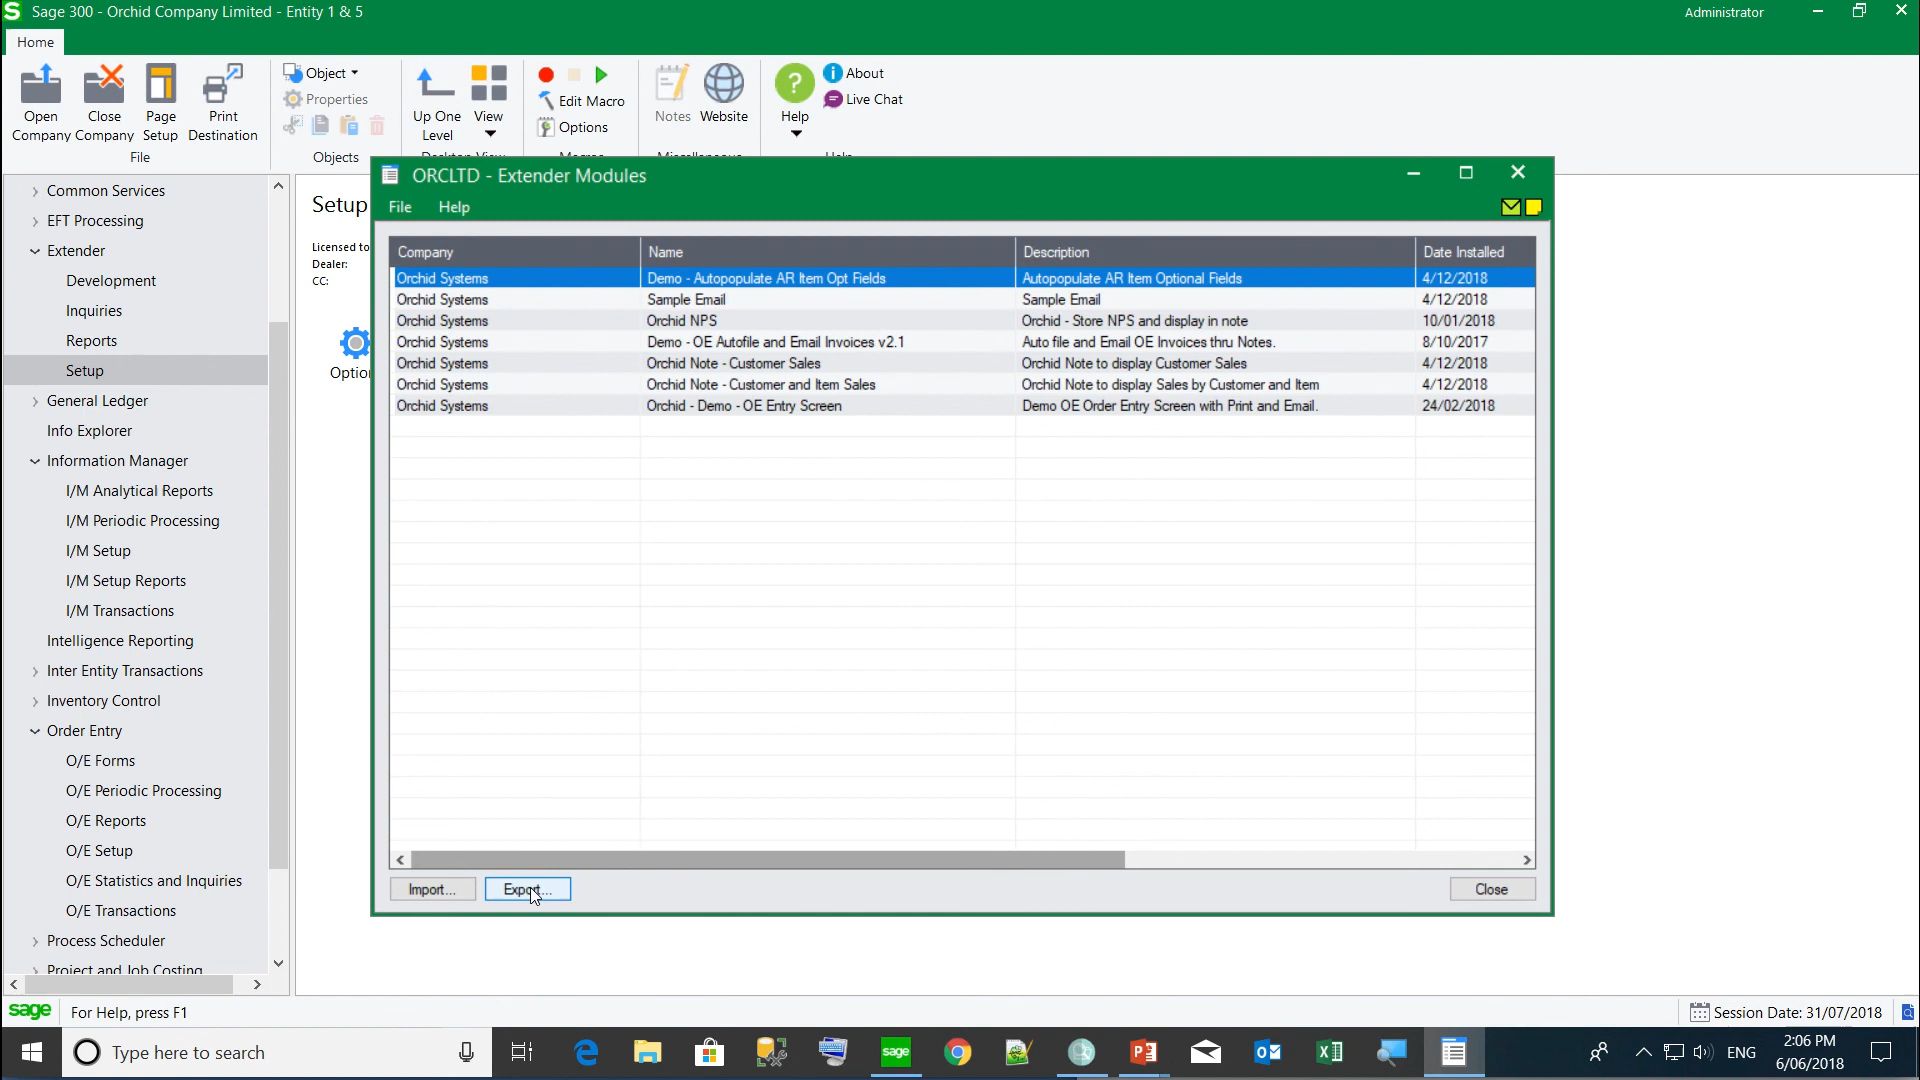 Sage 300 - Orchid Company Limited - Entity 1 & 5
Administrator
Home
Open Company
Close Company
Page Setup
Print Destination
File
Object
Properties
Objects
Up One Level
View
Desktop View
Edit Macro
Options
Macros
Notes
Website
Miscellaneous
Help
About
Live Chat
Help
Common Services
EFT Processing
Extender
Development
Inquiries
Reports
Setup
General Ledger
Info Explorer
Information Manager
I/M Analytical Reports
I/M Periodic Processing
I/M Setup
I/M Setup Reports
I/M Transactions
Intelligence Reporting
Inter Entity Transactions
Inventory Control
Order Entry
O/E Forms
O/E Periodic Processing
O/E Reports
O/E Setup
O/E Statistics and Inquiries
O/E Transactions
Process Scheduler
Project and Job Costing
Setup
Licensed to
Dealer:
CC:
Optio
ORCLTD - Extender Modules
File Help
Company Name Description Date Installed
Orchid Systems Demo - Autopopulate AR Item Opt Fields Autopopulate AR Item Optional Fields 4/12/2018
Orchid Systems Sample Email Sample Email 4/12/2018
Orchid Systems Orchid NPS Orchid - Store NPS and display in note 10/01/2018
Orchid Systems Demo - OE Autofile and Email Invoices v2.1 Auto file and Email OE Invoices thru Notes. 8/10/2017
Orchid Systems Orchid Note - Customer Sales Orchid Note to display Customer Sales 4/12/2018
Orchid Systems Orchid Note - Customer and Item Sales Orchid Note to display Sales by Customer and Item 4/12/2018
Orchid Systems Orchid - Demo - OE Entry Screen Demo OE Order Entry Screen with Print and Email. 24/02/2018
Import... Export... Close
sage For Help, press F1
Session Date: 31/07/2018
Type here to search
sage
ENG
2:06 PM
6/06/2018